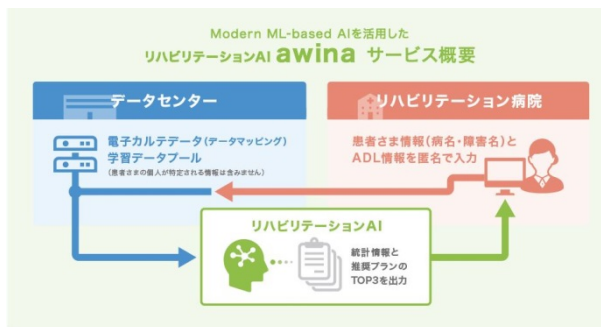 Modern ML-based AIを活用した
リハビリテーションAI awina サービス概要
データセンター
電子カルテデータ(データマッピング)
学習データプール
(患者さまの個人が特定される情報は含みません)
リハビリテーション病院
患者さま情報(病名・障害名)と
ADL情報を匿名で入力
リハビリテーションAI
統計情報と
推奨プランの
TOP3を出力